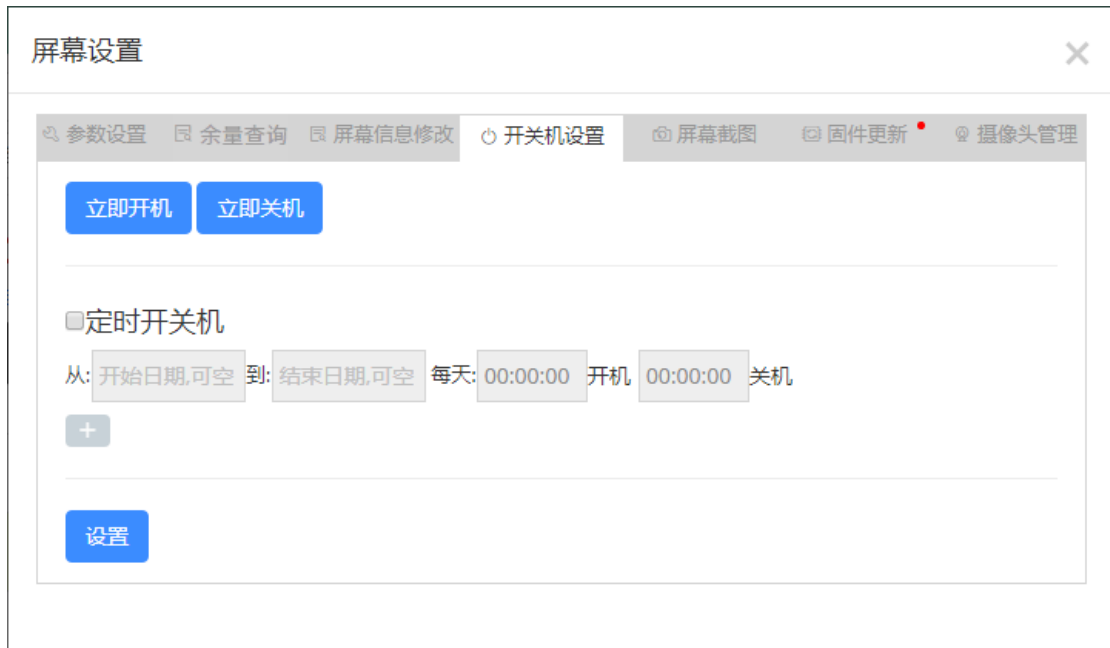 屏幕设置
参数设置 余量查询 屏幕信息修改 开关机设置 屏幕截图 固件更新 摄像头管理
立即开机 立即关机
定时开关机
从: 开始日期,可空 到: 结束日期,可空 每天: 00:00:00 开机 00:00:00 关机
+
设置